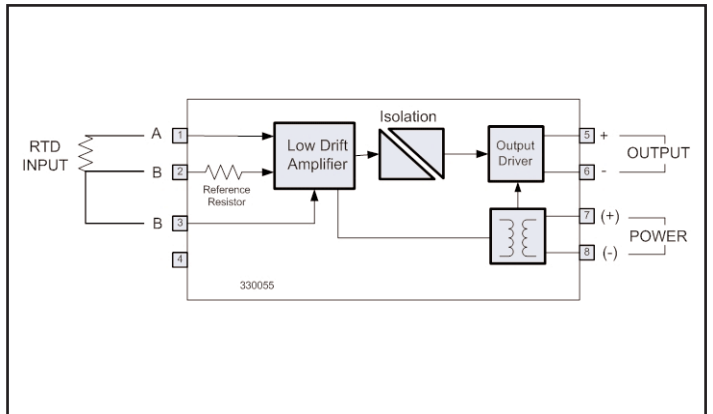 Isolation
RTD
INPUT
A
1
B
2
Reference
Resistor
B
3
4
Low Drift
Amplifier
Output
Driver
5
+
OUTPUT
6
-
7
(+)
POWER
8
(-)
330055